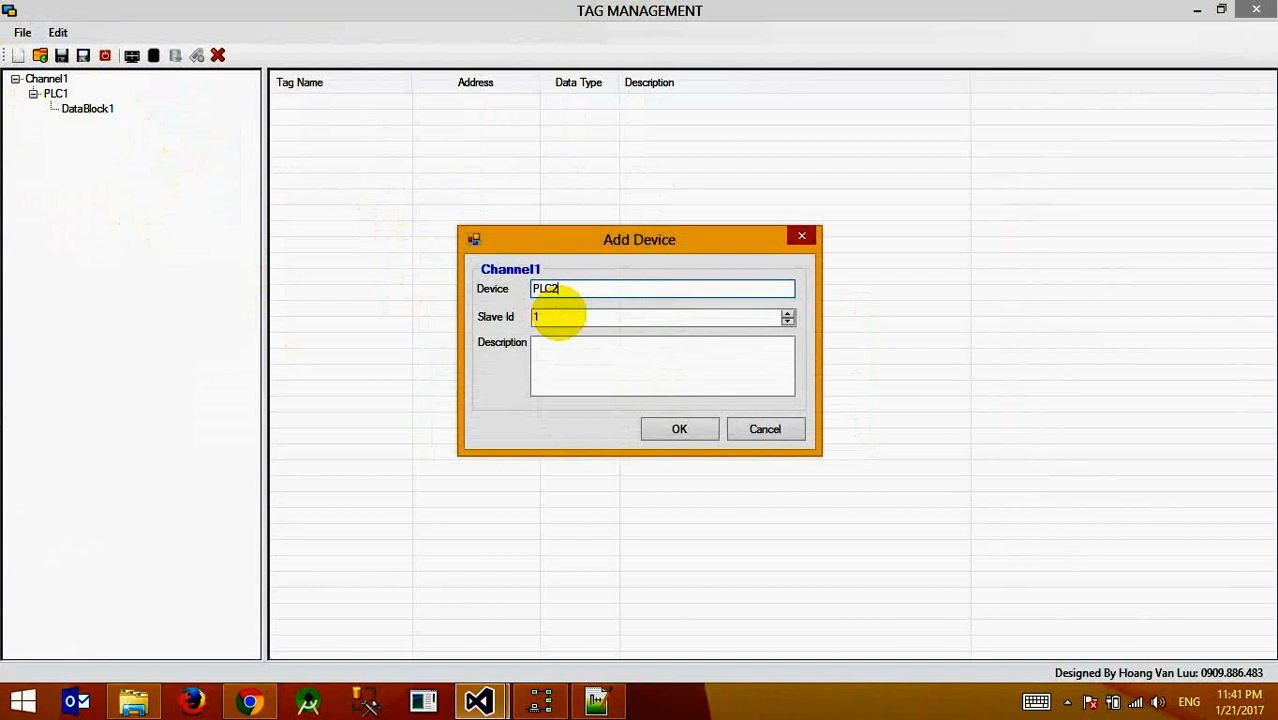 TAG MANAGEMENT
File Edit
Channel1
PLC1
DataBlock1
Tag Name Address Data Type Description
Add Device
Channel1
Device PLC2
Slave Id 1
Description
OK Cancel
Designed By Hoang Van Luu: 0909.886.483
ENG
11:41 PM
1/21/2017